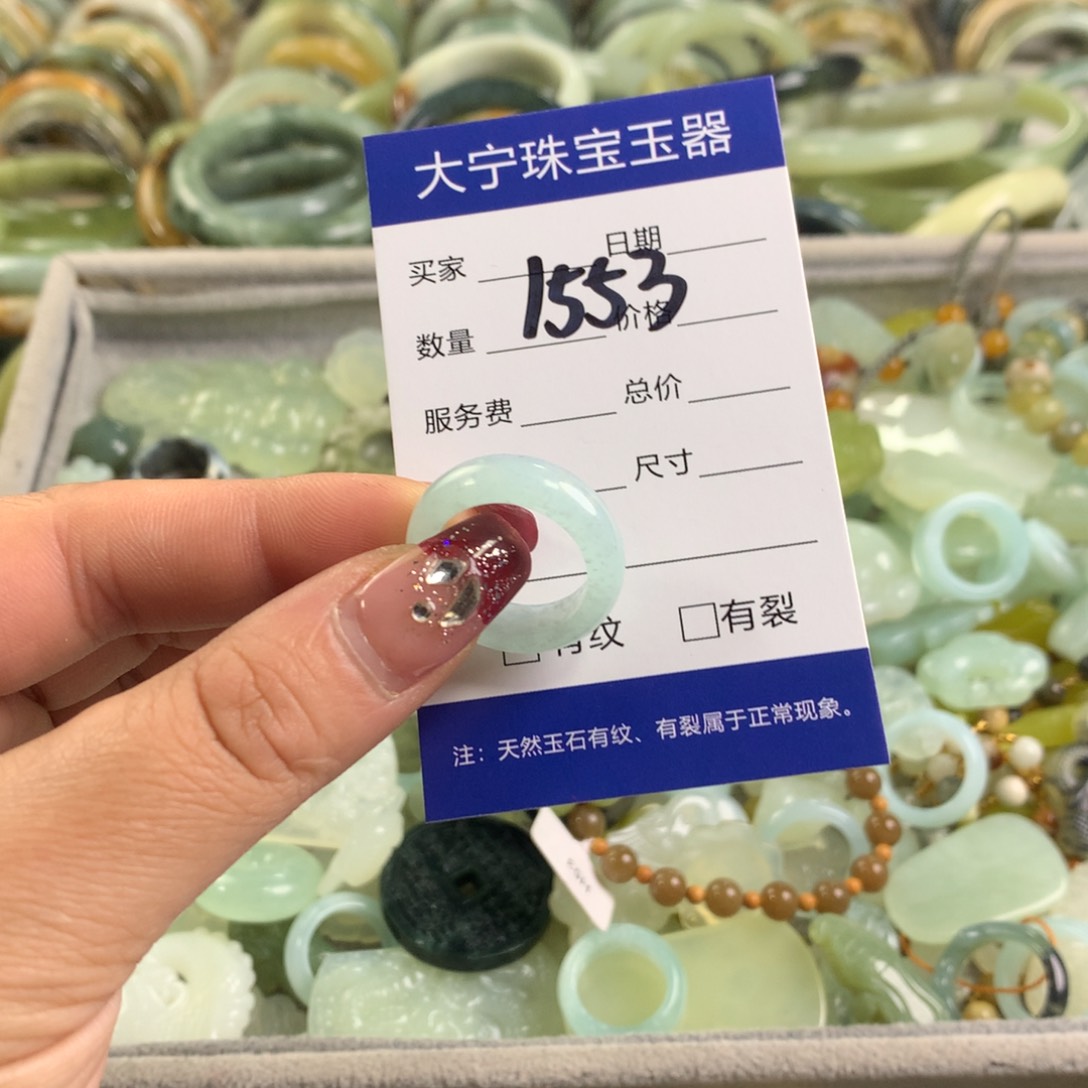 大宁珠宝玉器
买家 日期
1553
数量 价格
服务费 总价
尺寸
有纹 有裂
注：天然玉石有纹、有裂属于正常现象。